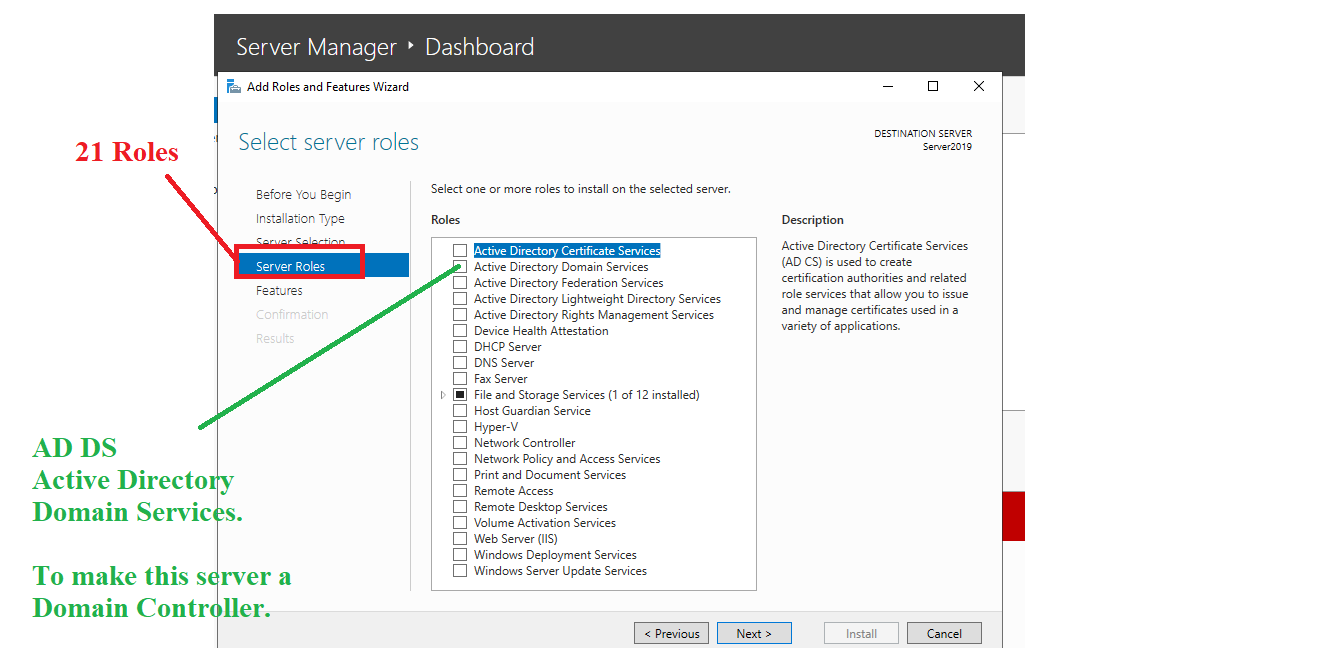 Server Manager ‣ Dashboard
Add Roles and Features Wizard
Select server roles
DESTINATION SERVER
Server2019
21 Roles
Before You Begin
Installation Type
Server Selection
Server Roles
Features
Confirmation
Results
Select one or more roles to install on the selected server.
Roles
Active Directory Certificate Services
Active Directory Domain Services
Active Directory Federation Services
Active Directory Lightweight Directory Services
Active Directory Rights Management Services
Device Health Attestation
DHCP Server
DNS Server
Fax Server
File and Storage Services (1 of 12 installed)
Host Guardian Service
Hyper-V
Network Controller
Network Policy and Access Services
Print and Document Services
Remote Access
Remote Desktop Services
Volume Activation Services
Web Server (IIS)
Windows Deployment Services
Windows Server Update Services
Description
Active Directory Certificate Services
(AD CS) is used to create
certification authorities and related
role services that allow you to issue
and manage certificates used in a
variety of applications.
AD DS
Active Directory
Domain Services.
To make this server a
Domain Controller.
< Previous
Next >
Install
Cancel